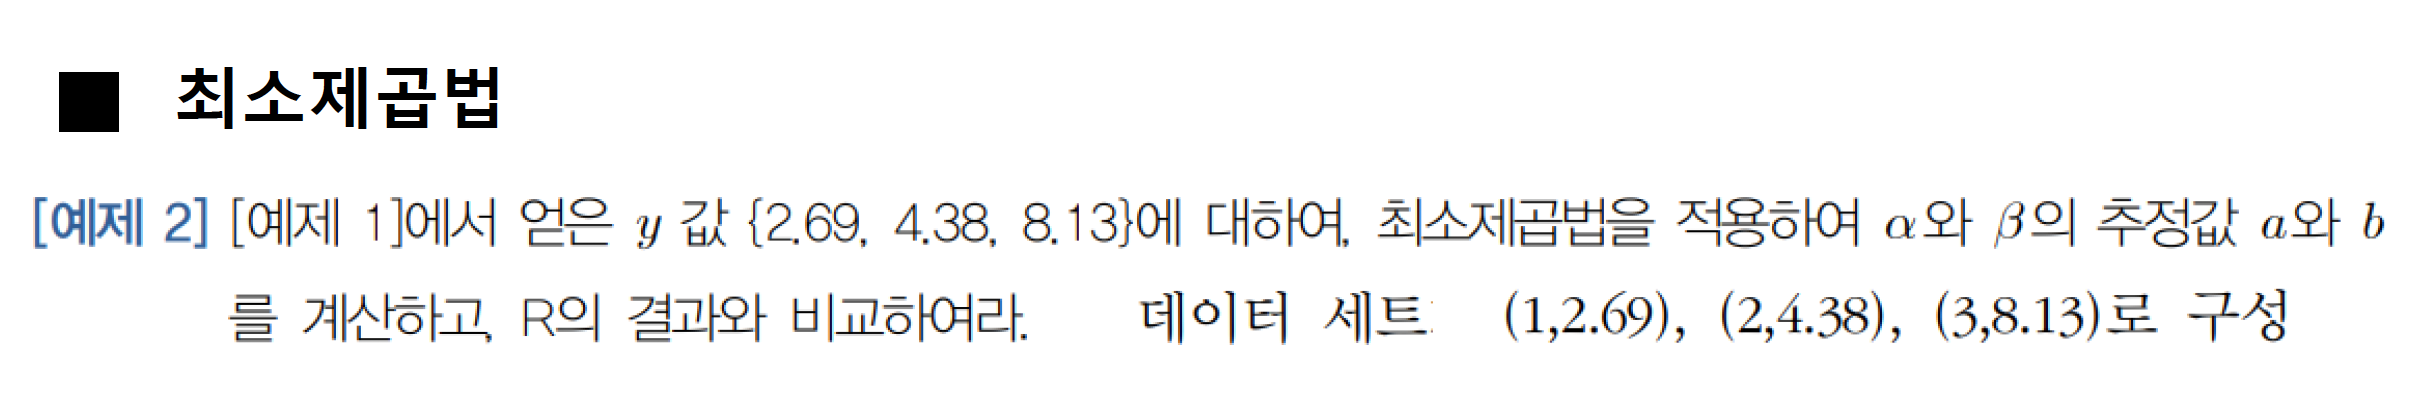 ■ 최소제곱법
[예제 2] [예제 1]에서 얻은 y 값 {2.69, 4.38, 8.13}에 대하여, 최소제곱법을 적용하여 α와 β의 추정값 a와 b
를 계산하고, R의 결과와 비교하여라. 데이터 세트: (1,2.69), (2,4.38), (3,8.13)로 구성